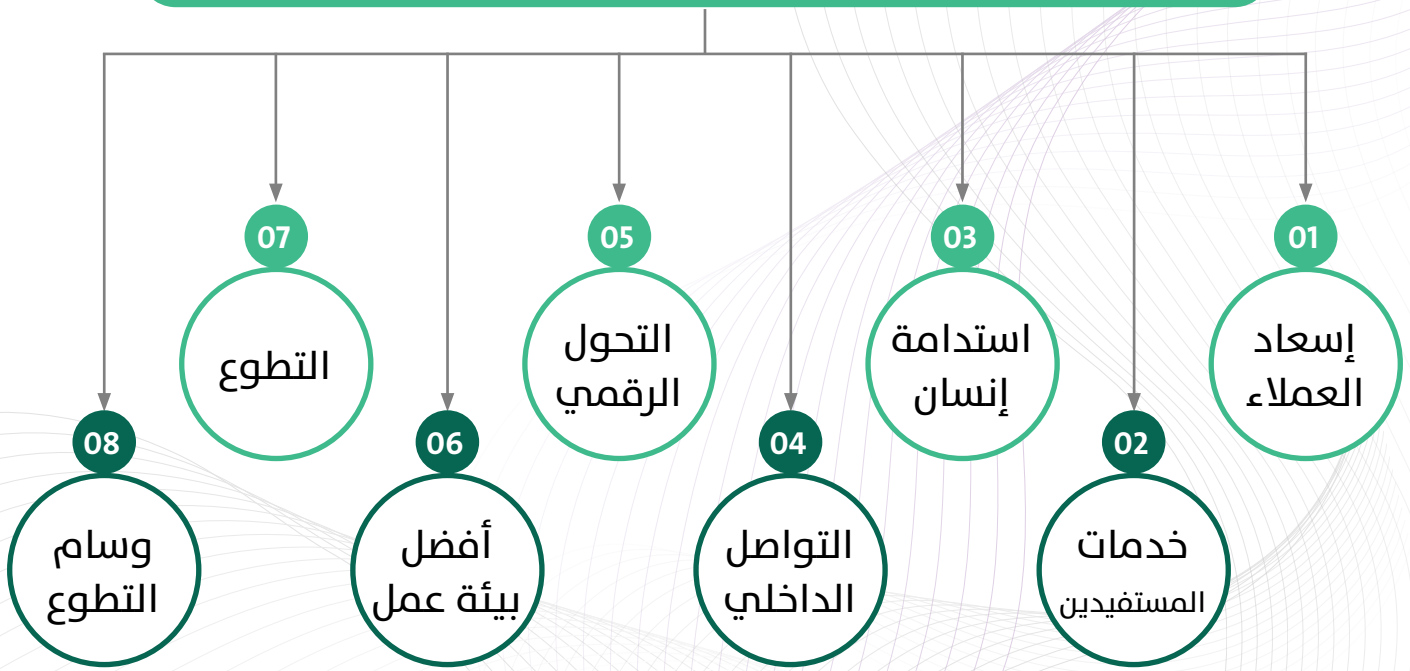 01
إسعاد
العملاء
02
خدمات
المستفيدين
03
استدامة
إنسان
04
التواصل
الداخلي
05
التحول
الرقمي
06
أفضل
بيئة عمل
07
التطوع
08
وسام
التطوع